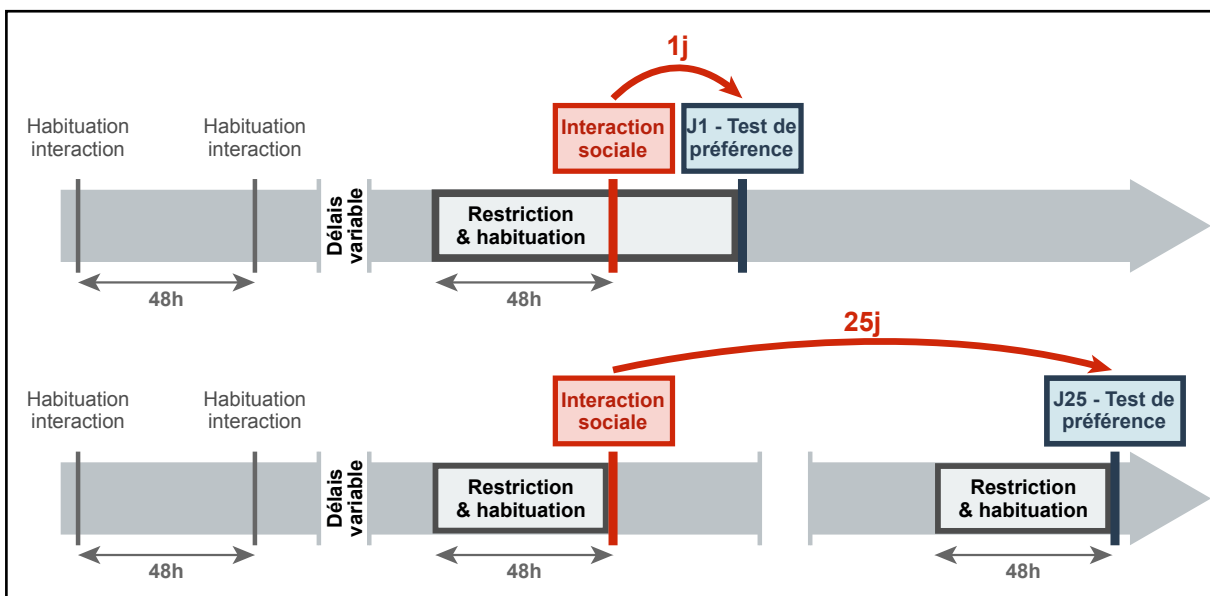 1j
Habituation
interaction
Habituation
interaction
Interaction
sociale
J1 - Test de
préférence
Délais
variable
Restriction
& habituation
48h
48h
25j
Habituation
interaction
Habituation
interaction
Interaction
sociale
J25 - Test de
préférence
Délais
variable
Restriction
& habituation
Restriction
& habituation
48h
48h
48h